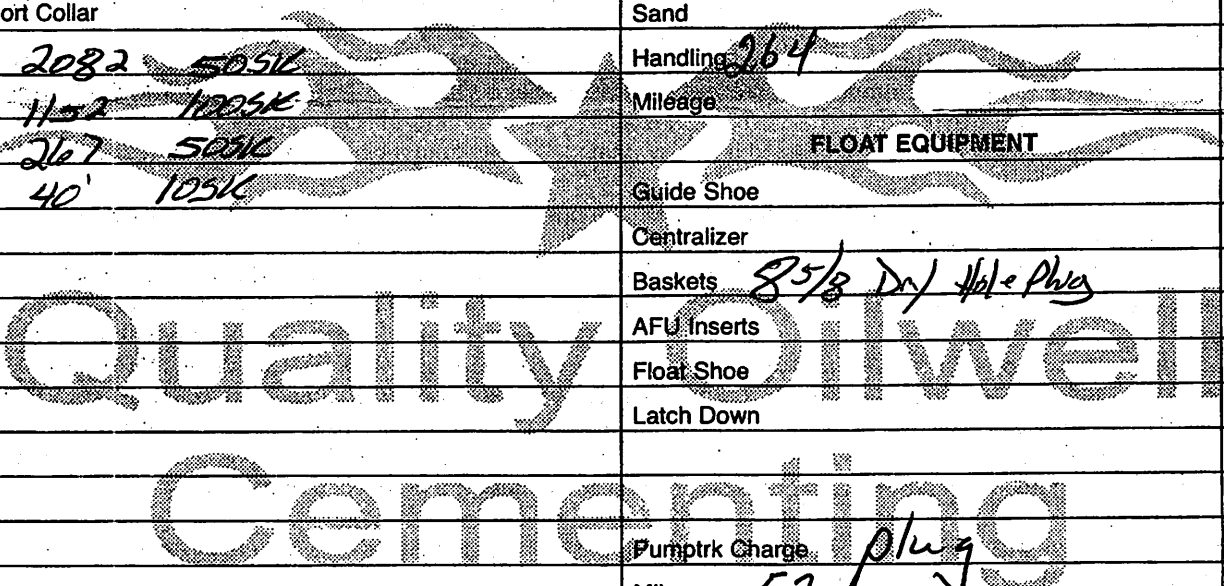 ort Collar
2082 50SK
1152 100SK
267 50SK
40' 10SK
Sand
Handling 264
Mileage
FLOAT EQUIPMENT
Guide Shoe
Centralizer
Baskets 8 5/8 Dry Hole Plug
AFU Inserts
Float Shoe
Latch Down
Quality Oilwell
Cementing
Pumptrk Charge plug